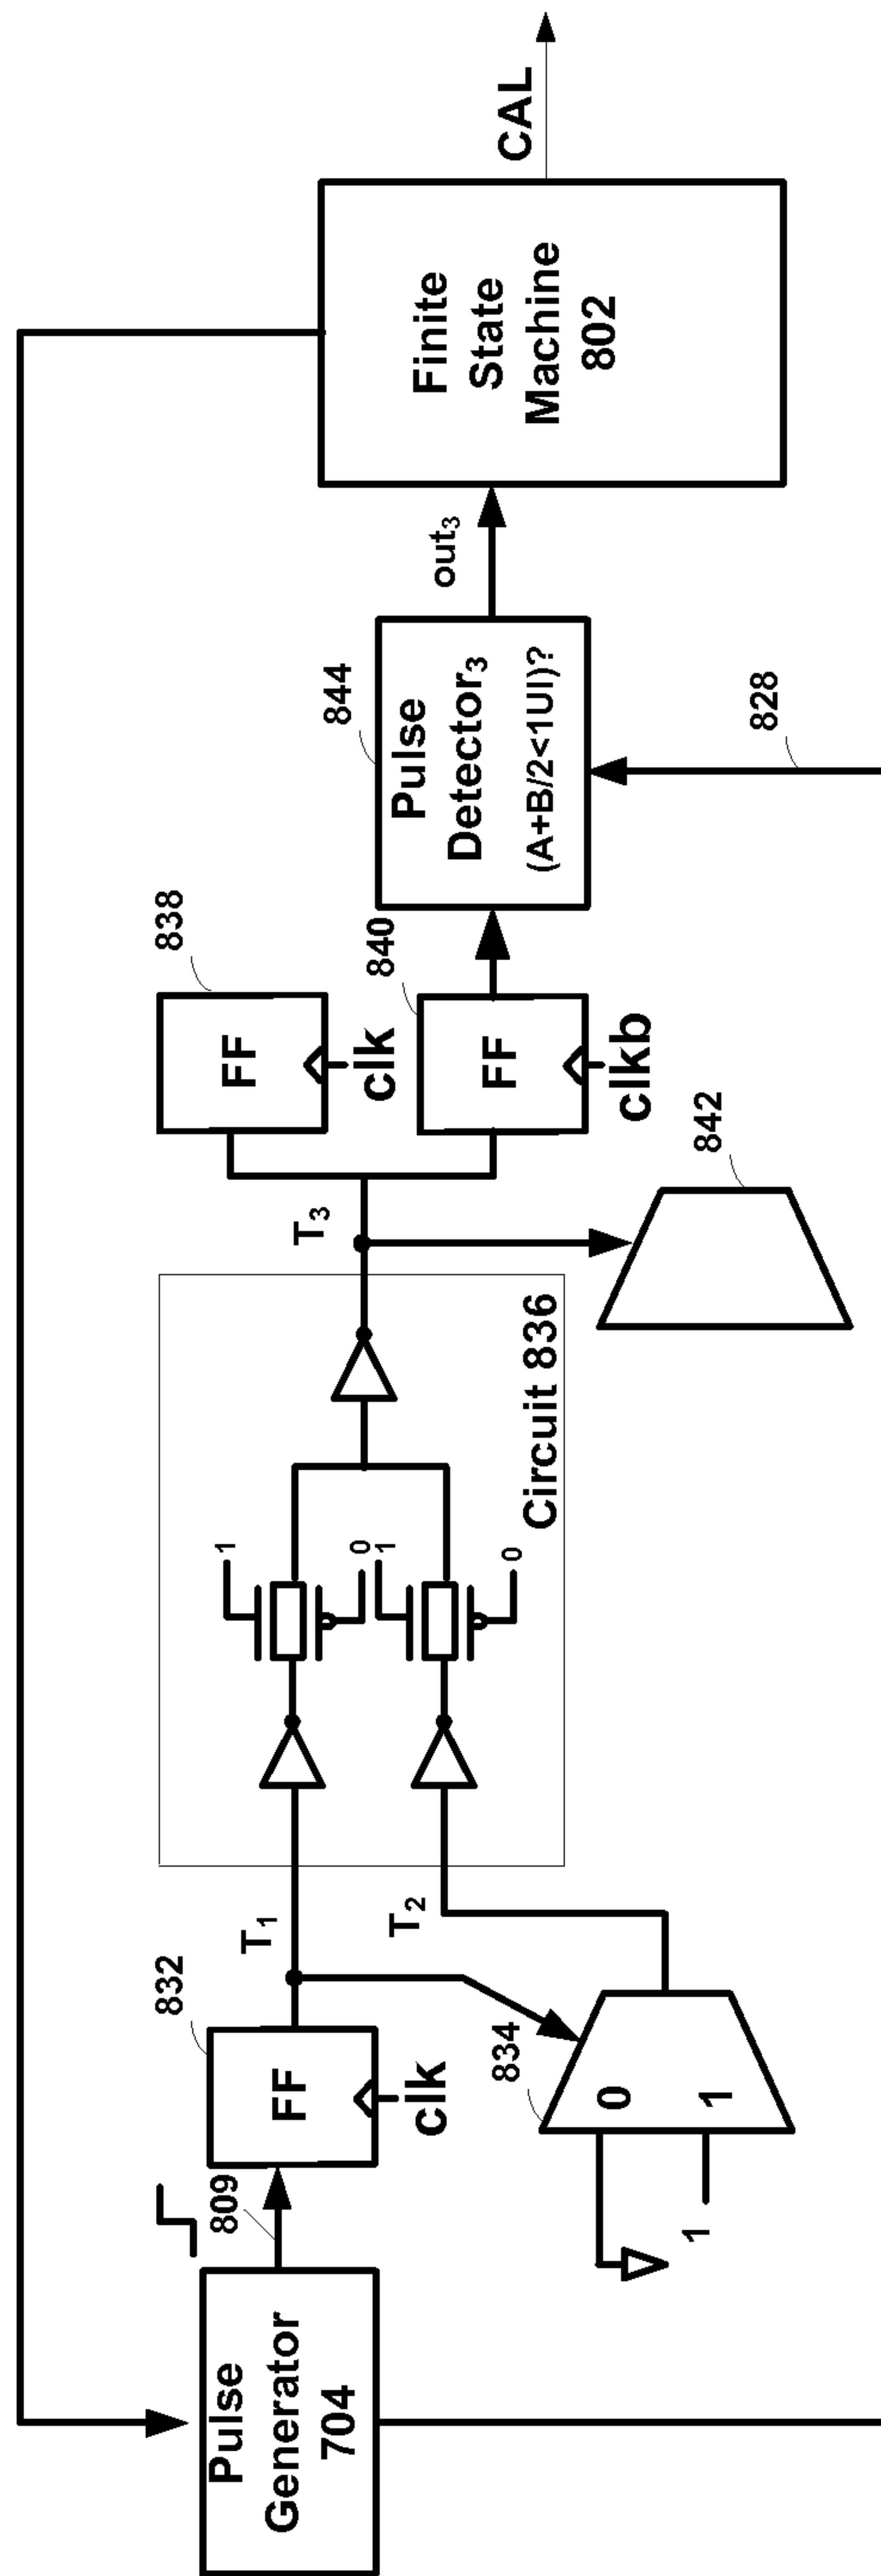 Pulse
Generator
704
809
832
FF
clk
T1
834
0
1
1
T2
1
0
1
0
Circuit 836
T3
842
838
FF
clk
840
FF
clkb
844
Pulse
Detector3
(A+B/2<1UI)?
828
out3
Finite
State
Machine
802
CAL